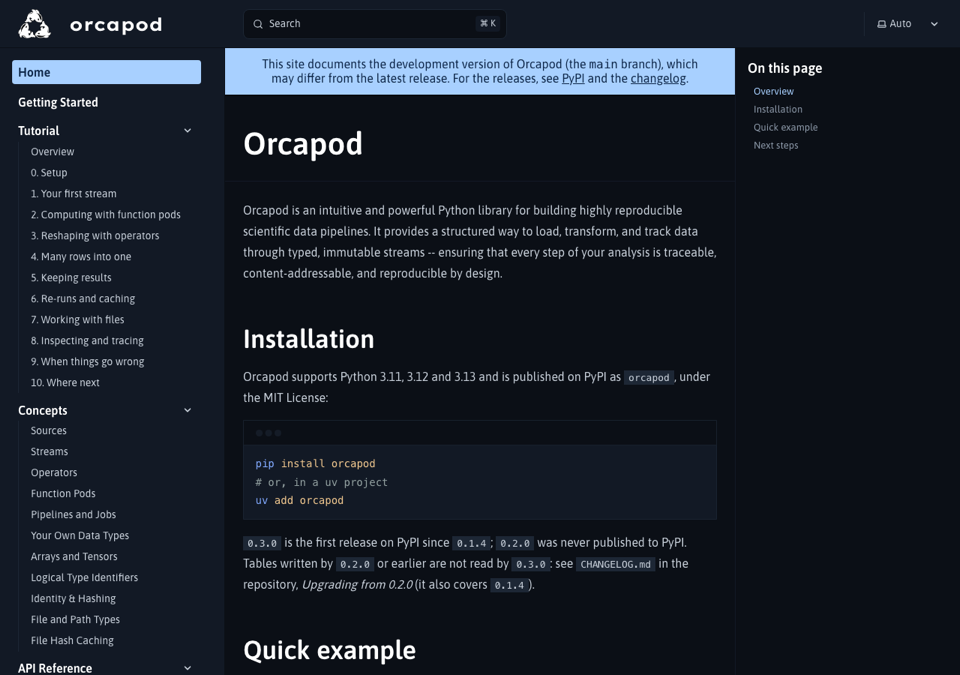 orcapod
Search
⌘ K
Auto
Home
Getting Started
Tutorial
Overview
0. Setup
1. Your first stream
2. Computing with function pods
3. Reshaping with operators
4. Many rows into one
5. Keeping results
6. Re-runs and caching
7. Working with files
8. Inspecting and tracing
9. When things go wrong
10. Where next
Concepts
Sources
Streams
Operators
Function Pods
Pipelines and Jobs
Your Own Data Types
Arrays and Tensors
Logical Type Identifiers
Identity & Hashing
File and Path Types
File Hash Caching
API Reference
This site documents the development version of Orcapod (the main branch), which
may differ from the latest release. For the releases, see PyPI and the changelog.
Orcapod
Orcapod is an intuitive and powerful Python library for building highly reproducible
scientific data pipelines. It provides a structured way to load, transform, and track data
through typed, immutable streams -- ensuring that every step of your analysis is traceable,
content-addressable, and reproducible by design.
Installation
Orcapod supports Python 3.11, 3.12 and 3.13 and is published on PyPI as orcapod, under
the MIT License:
pip install orcapod
# or, in a uv project
uv add orcapod
0.3.0 is the first release on PyPI since 0.1.4; 0.2.0 was never published to PyPI.
Tables written by 0.2.0 or earlier are not read by 0.3.0: see CHANGELOG.md in the
repository, Upgrading from 0.2.0 (it also covers 0.1.4).
Quick example
On this page
Overview
Installation
Quick example
Next steps